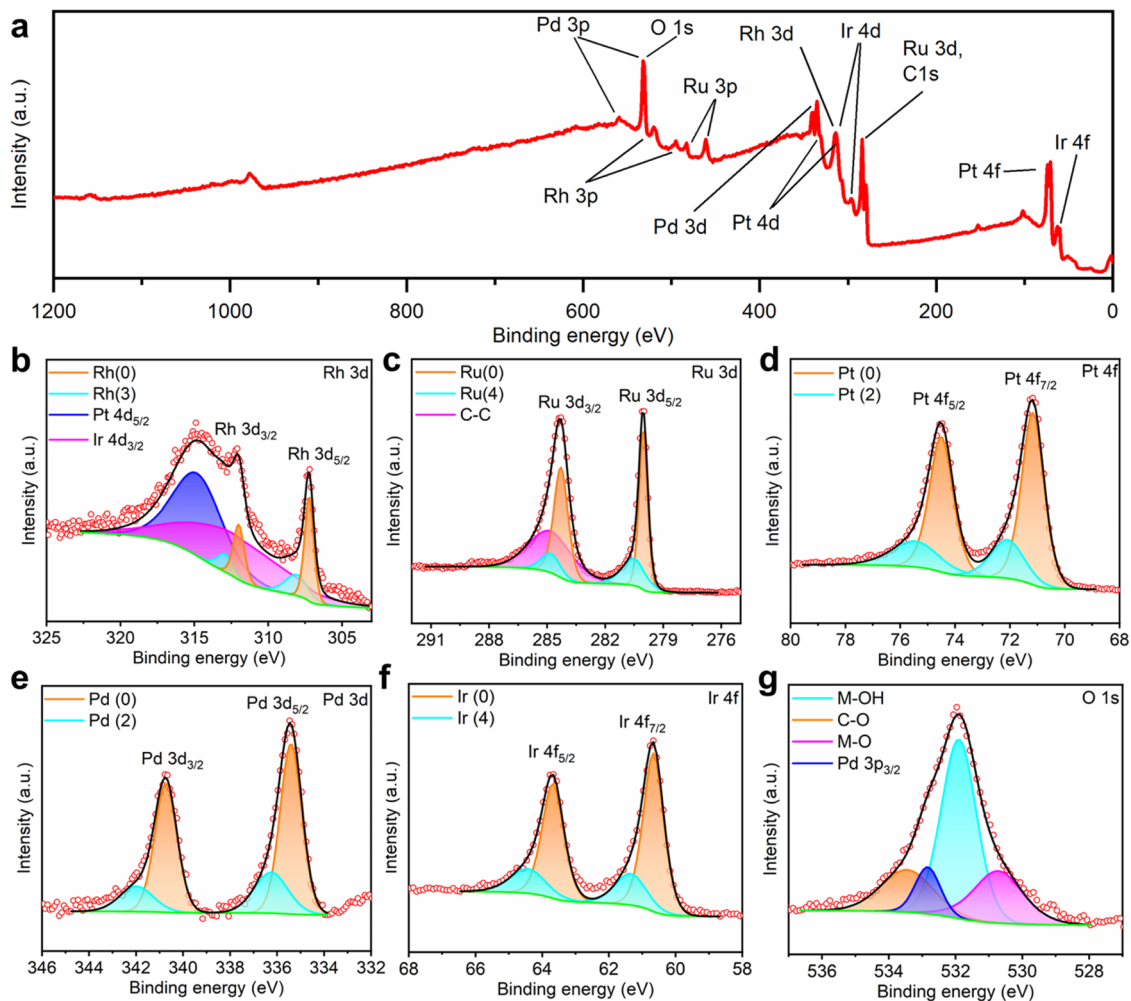 a
Intensity (a.u.)
Pd 3p
O 1s
Ru 3p
Rh 3p
Rh 3d
Ir 4d
Ru 3d,
C1s
Pd 3d
Pt 4d
Pt 4f
Ir 4f
1200 1000 800 600 400 200 0
Binding energy (eV)
b
Rh(0)
Rh(3)
Pt 4d5/2
Ir 4d3/2
Rh 3d
Rh 3d3/2
Rh 3d5/2
Intensity (a.u.)
325 320 315 310 305
Binding energy (eV)
c
Ru(0)
Ru(4)
C-C
Ru 3d
Ru 3d3/2
Ru 3d5/2
Intensity (a.u.)
291 288 285 282 280 278 275
Binding energy (eV)
d
Pt (0)
Pt (2)
Pt 4f
Pt 4f5/2
Pt 4f7/2
Intensity (a.u.)
80 78 76 74 72 70 68
Binding energy (eV)
e
Pd (0)
Pd (2)
Pd 3d
Pd 3d3/2
Pd 3d5/2
Intensity (a.u.)
346 344 342 340 338 336 334 332
Binding energy (eV)
f
Ir (0)
Ir (4)
Ir 4f
Ir 4f5/2
Ir 4f7/2
Intensity (a.u.)
68 66 64 62 60 58
Binding energy (eV)
g
M-OH
C-O
M-O
Pd 3p3/2
O 1s
Intensity (a.u.)
536 534 532 530 528
Binding energy (eV)